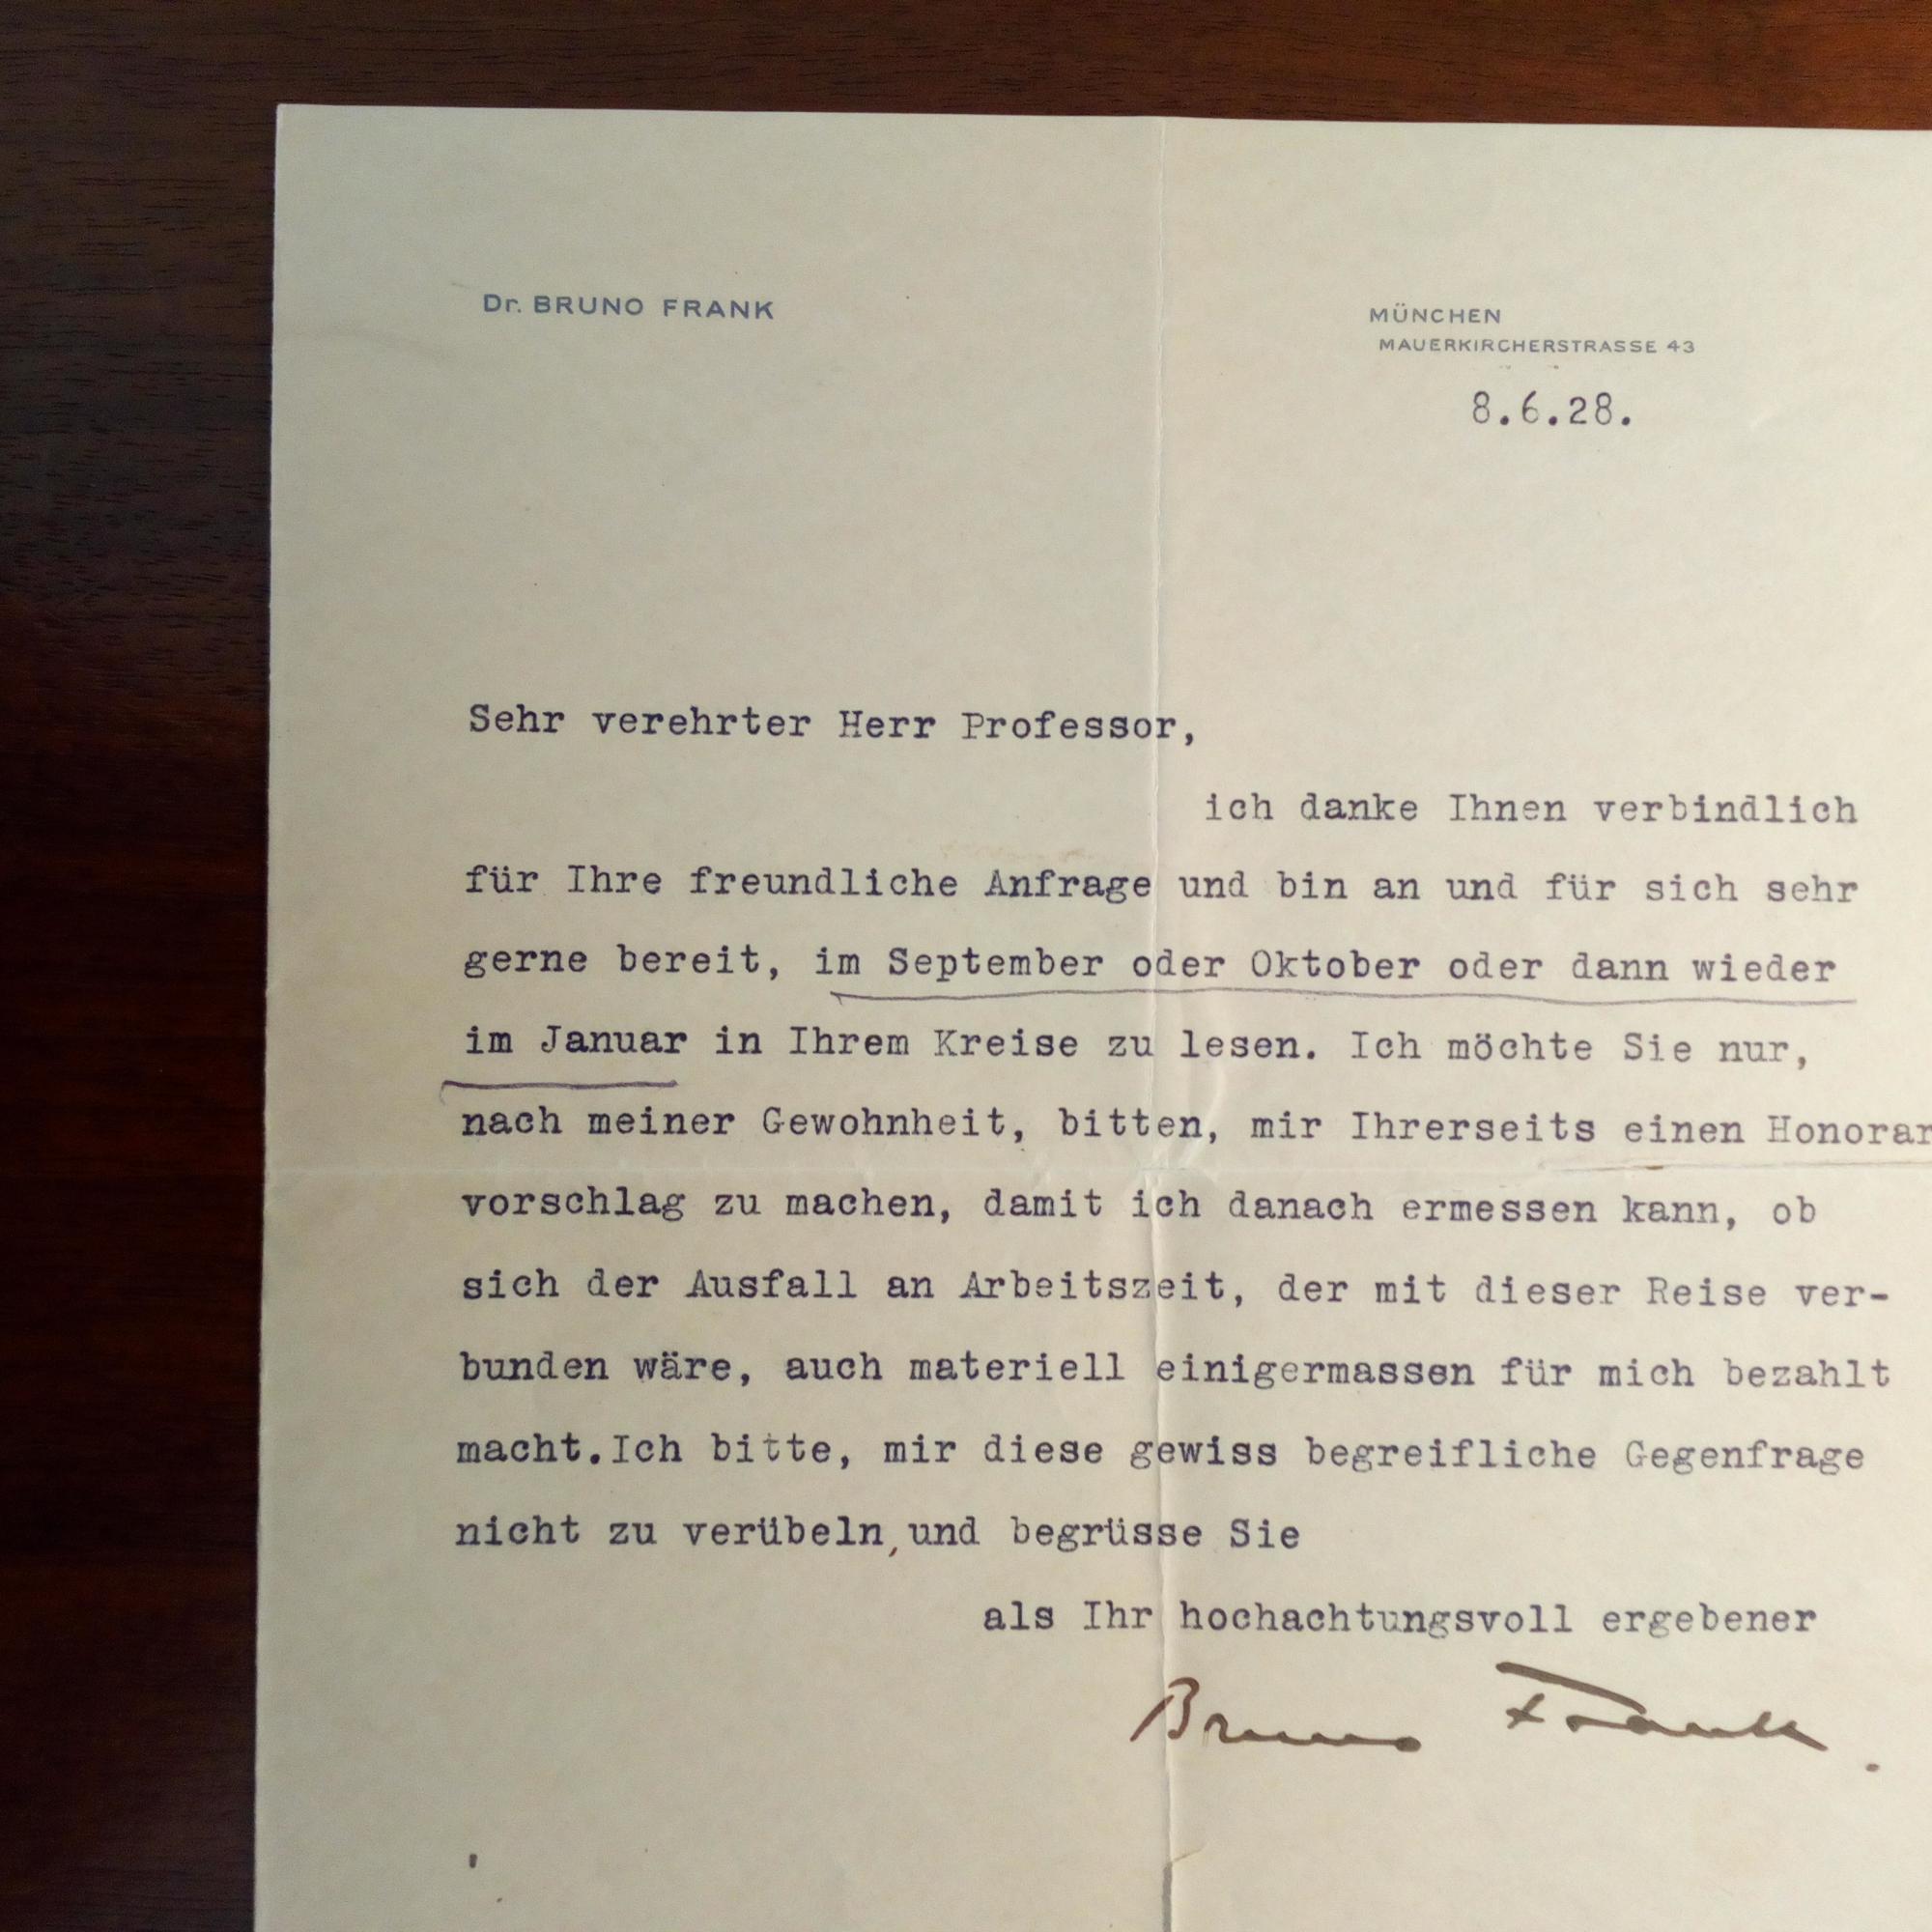 Dr. BRUNO FRANK
MÜNCHEN
MAUERKIRCHERSTRASSE 43
8.6.28.
Sehr verehrter Herr Professor,
ich danke Ihnen verbindlich
für Ihre freundliche Anfrage und bin an und für sich sehr
gerne bereit, im September oder Oktober oder dann wieder
im Januar in Ihrem Kreise zu lesen. Ich möchte Sie nur,
nach meiner Gewohnheit, bitten, mir Ihrerseits einen Honorar
vorschlag zu machen, damit ich danach ermessen kann, ob
sich der Ausfall an Arbeitszeit, der mit dieser Reise ver-
bunden wäre, auch materiell einigermassen für mich bezahlt
macht.Ich bitte, mir diese gewiss begreifliche Gegenfrage
nicht zu verübeln,und begrüsse Sie
als Ihr hochachtungsvoll ergebener
Bruno Frank.